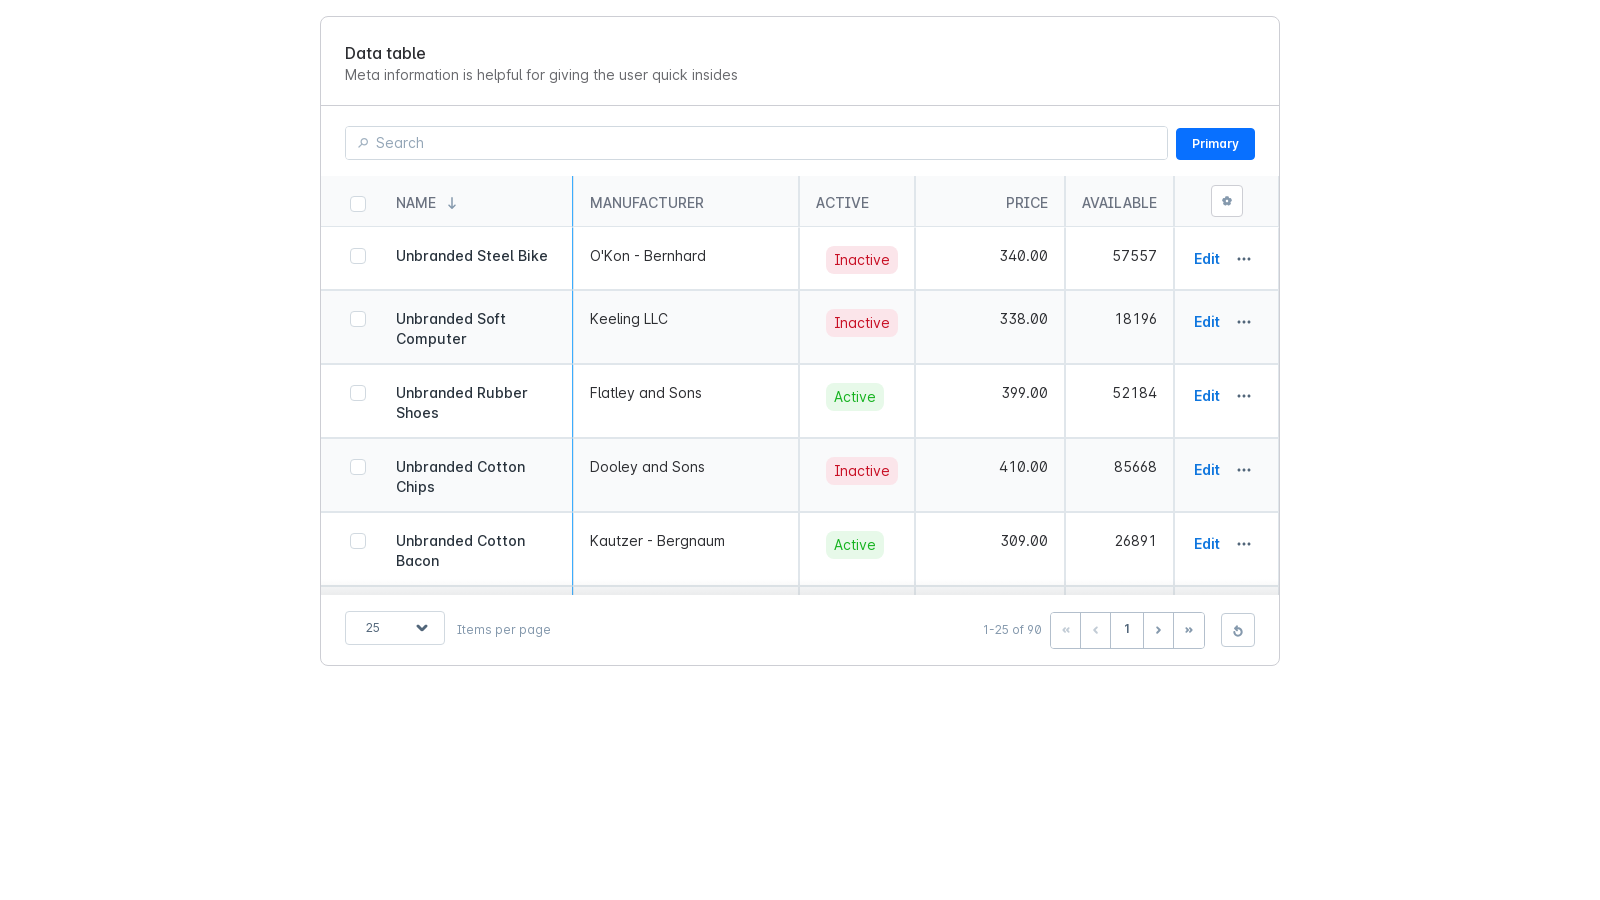 Data table
Meta information is helpful for giving the user quick insides
Search
Primary
NAME MANUFACTURER ACTIVE PRICE AVAILABLE
Unbranded Steel Bike O'Kon - Bernhard Inactive 340.00 57557 Edit
Unbranded Soft Computer Keeling LLC Inactive 338.00 18196 Edit
Unbranded Rubber Shoes Flatley and Sons Active 399.00 52184 Edit
Unbranded Cotton Chips Dooley and Sons Inactive 410.00 85668 Edit
Unbranded Cotton Bacon Kautzer - Bergnaum Active 309.00 26891 Edit
25 Items per page 1-25 of 90 « ‹ 1 › »